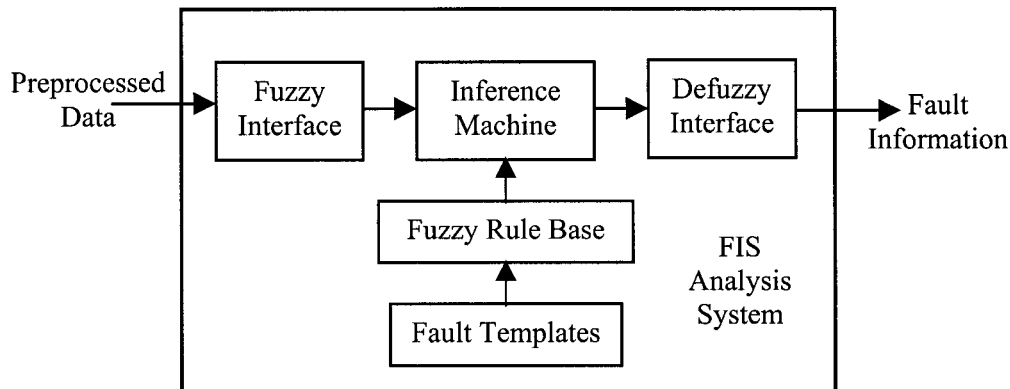 Preprocessed
Data
Fuzzy
Interface
Inference
Machine
Defuzzy
Interface
Fault
Information
Fuzzy Rule Base
FIS
Analysis
System
Fault Templates